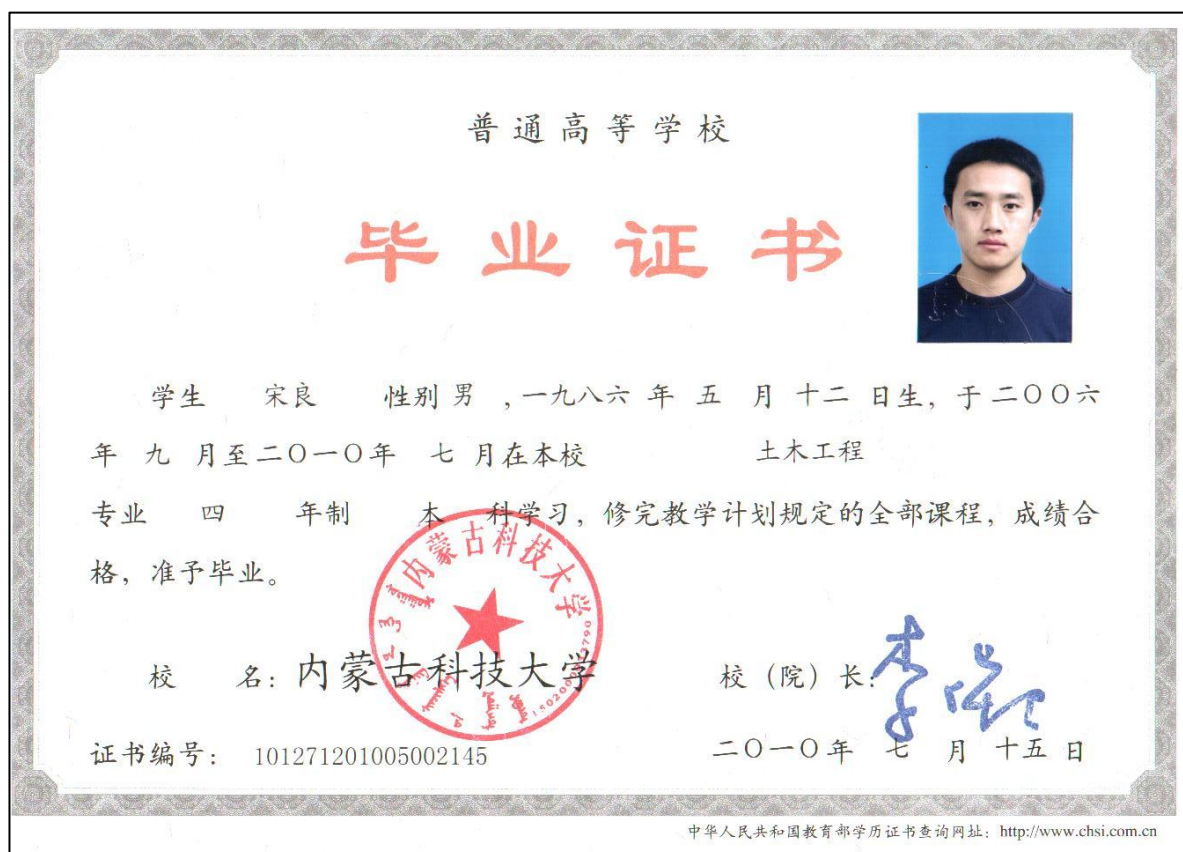 普通高等学校
毕业证书
学生 宋良 性别 男 ，一九八六 年 五 月 十二 日生，于二〇〇六
年 九 月至二〇一〇年 七 月在本校 土木工程
专业 四 年制 本 科学习，修完教学计划规定的全部课程，成绩合
格，准予毕业。
内蒙古科技大学
校 名：内蒙古科技大学 校（院）长：
证书编号： 101271201005002145 二〇一〇年 七 月 十五 日
中华人民共和国教育部学历证书查询网址：http://www.chsi.com.cn